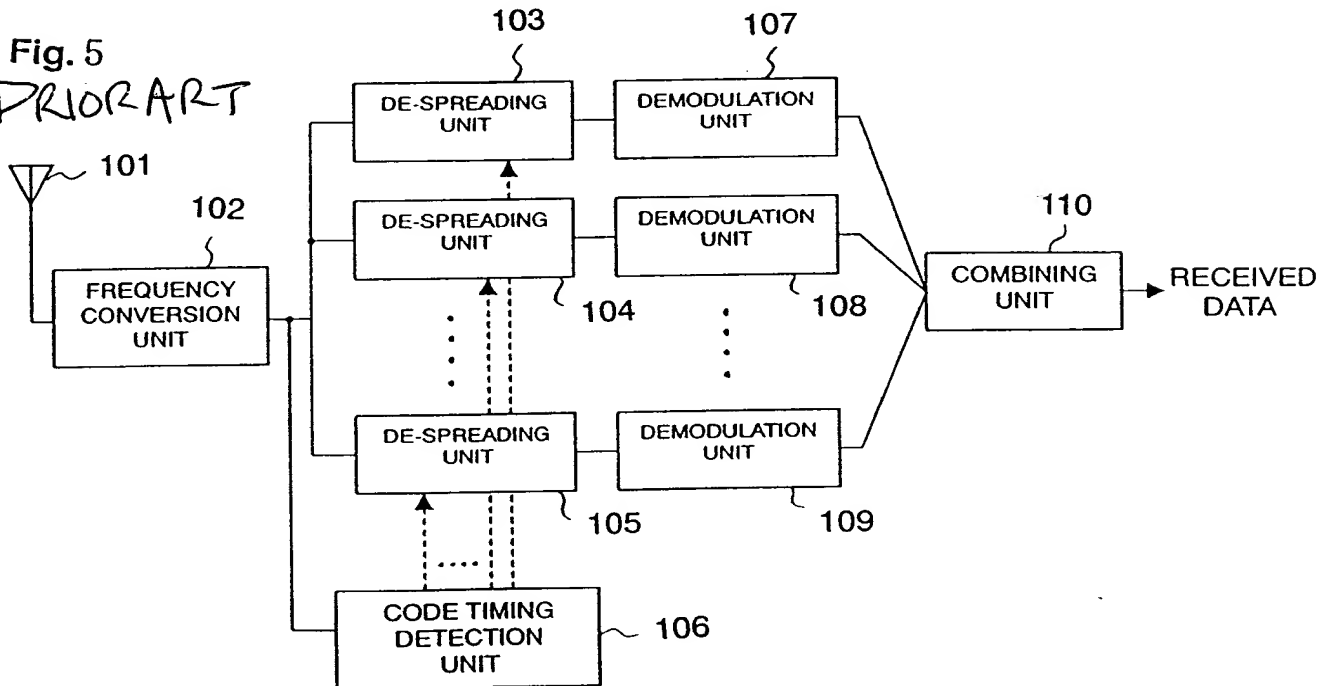 Fig. 5
PRIOR ART
101
102
FREQUENCY
CONVERSION
UNIT
103
DE-SPREADING
UNIT
107
DEMODULATION
UNIT
DE-SPREADING
UNIT
104
DEMODULATION
UNIT
108
110
COMBINING
UNIT
RECEIVED
DATA
DE-SPREADING
UNIT
105
DEMODULATION
UNIT
109
CODE TIMING
DETECTION
UNIT
106